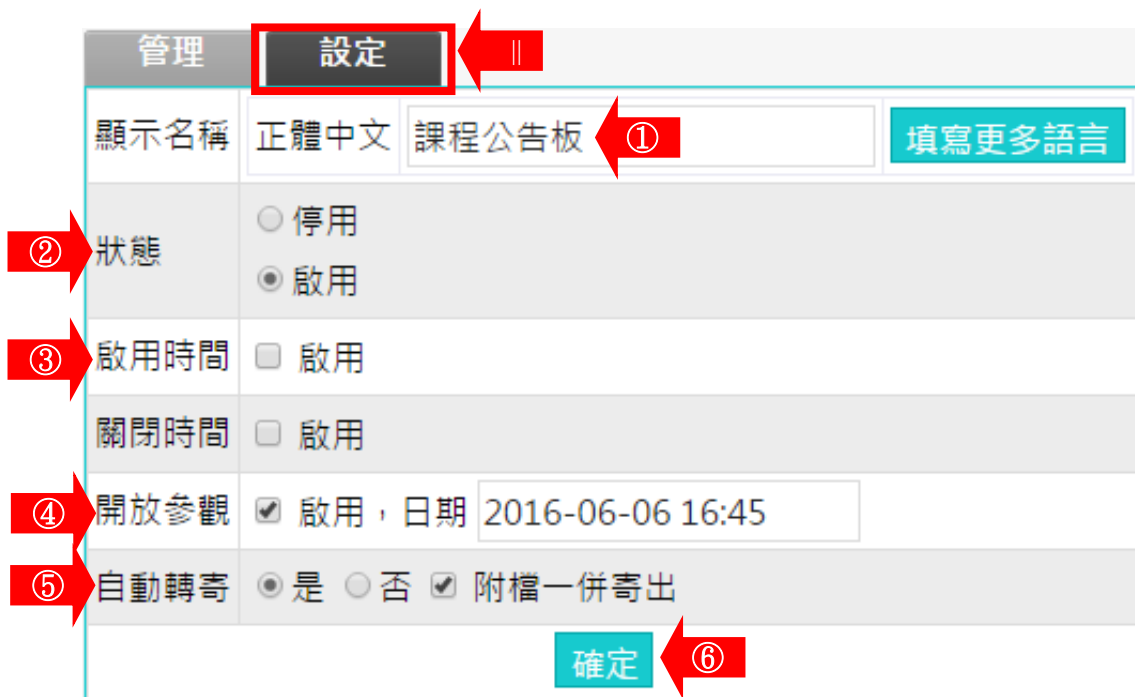 管理 設定 ||
顯示名稱 正體中文 課程公告板 ① 填寫更多語言
② 狀態
停用
啟用
③ 啟用時間 啟用
關閉時間 啟用
④ 開放參觀 啟用，日期 2016-06-06 16:45
⑤ 自動轉寄 是 否 附檔一併寄出
確定 ⑥